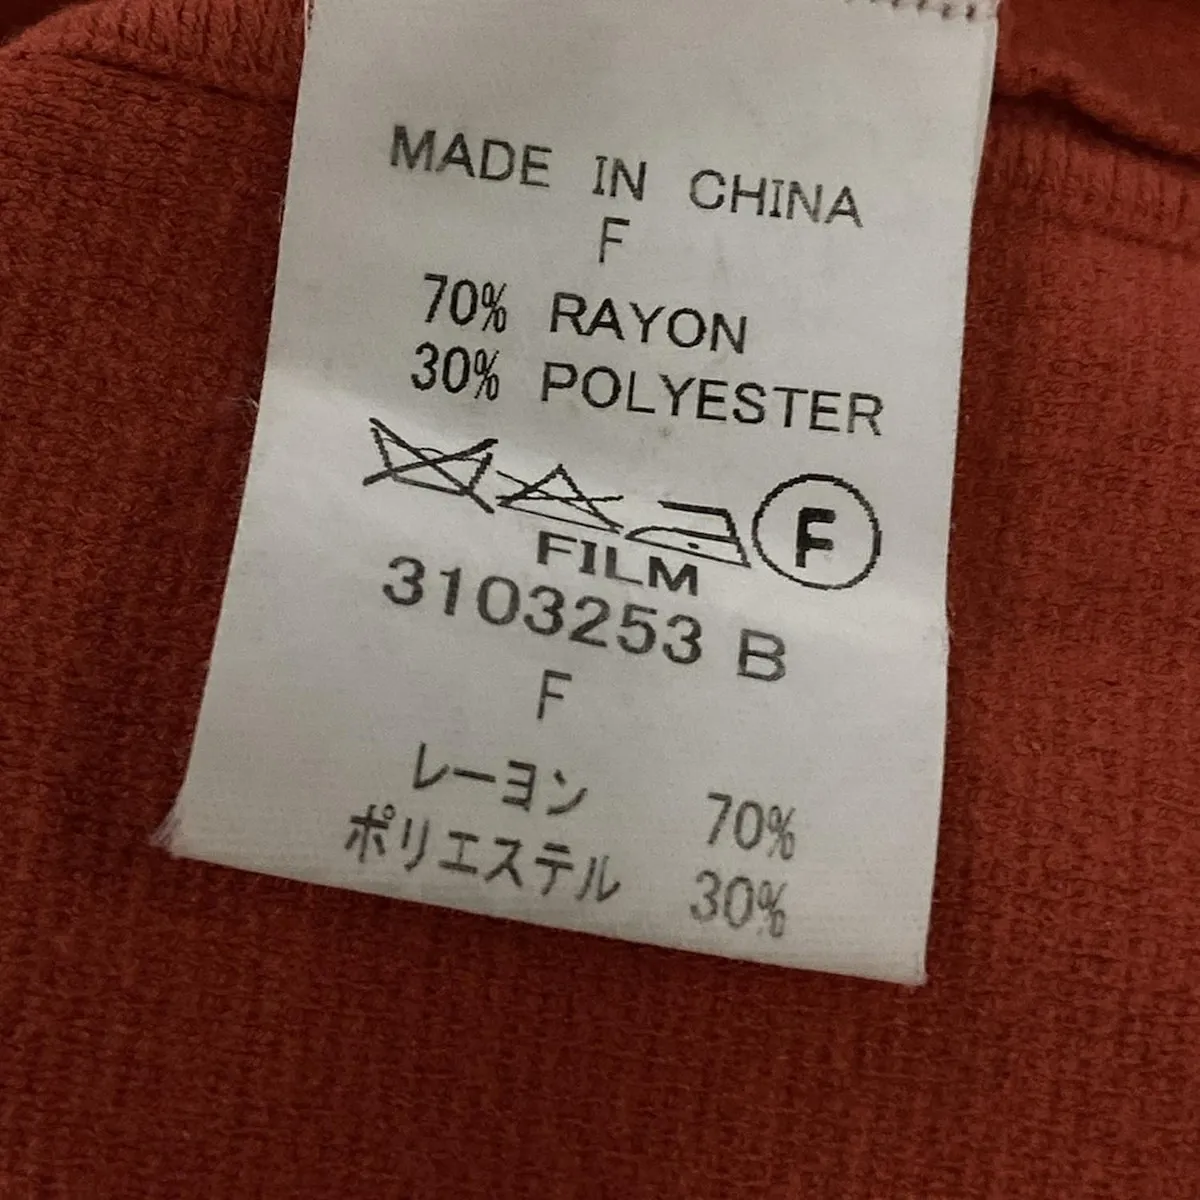 MADE IN CHINA
F
70% RAYON
30% POLYESTER
F
FILM
3103253 B
F
レーヨン 70%
ポリエステル 30%